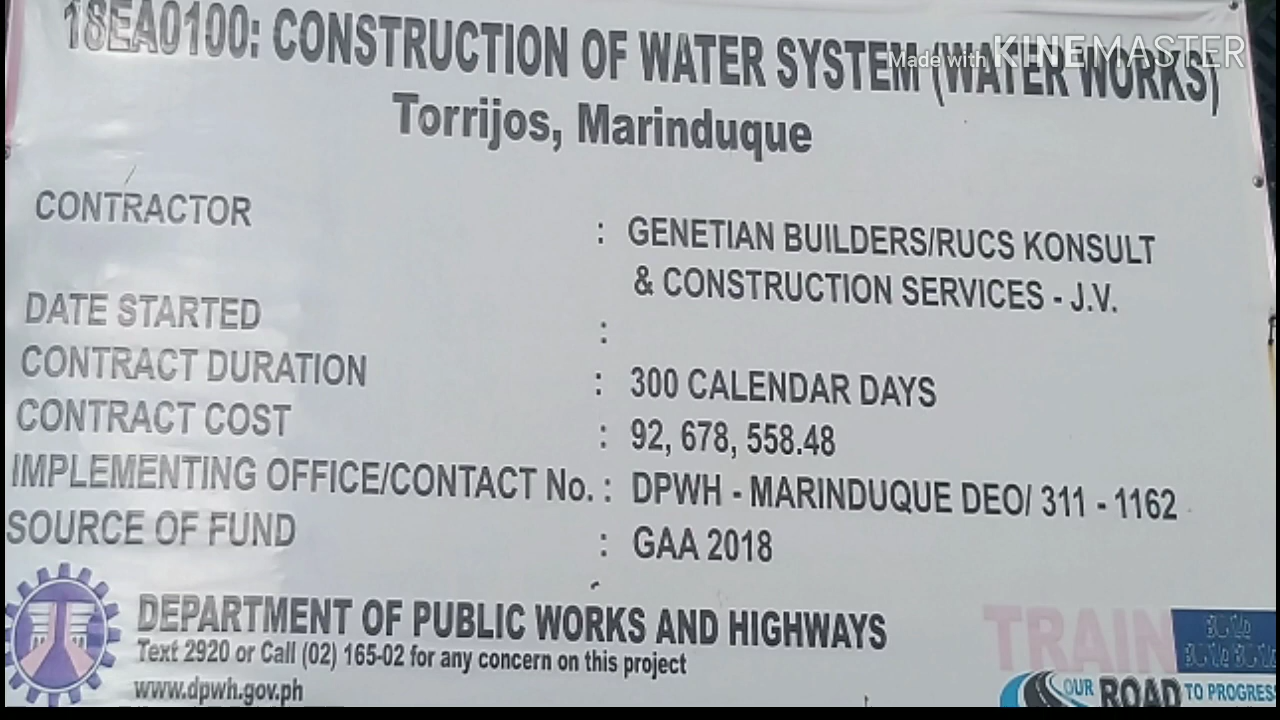 18EA0100: CONSTRUCTION OF WATER SYSTEM (WATER WORKS)
Made with KINEMASTER
Torrijos, Marinduque
CONTRACTOR : GENETIAN BUILDERS/RUCS KONSULT
& CONSTRUCTION SERVICES - J.V.
DATE STARTED :
CONTRACT DURATION : 300 CALENDAR DAYS
CONTRACT COST : 92, 678, 558.48
IMPLEMENTING OFFICE/CONTACT No. : DPWH - MARINDUQUE DEO/ 311 - 1162
SOURCE OF FUND : GAA 2018
DEPARTMENT OF PUBLIC WORKS AND HIGHWAYS
Text 2920 or Call (02) 165-02 for any concern on this project
www.dpwh.gov.ph
TRAIN
OUR ROAD TO PROGRESS